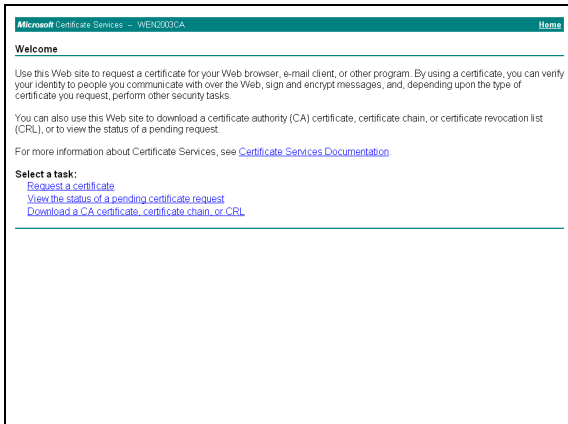 Microsoft Certificate Services -- WEN2003CA Home
Welcome
Use this Web site to request a certificate for your Web browser, e-mail client, or other program. By using a certificate, you can verify
your identity to people you communicate with over the Web, sign and encrypt messages, and, depending upon the type of
certificate you request, perform other security tasks.
You can also use this Web site to download a certificate authority (CA) certificate, certificate chain, or certificate revocation list
(CRL), or to view the status of a pending request.
For more information about Certificate Services, see Certificate Services Documentation.
Select a task:
Request a certificate
View the status of a pending certificate request
Download a CA certificate, certificate chain, or CRL